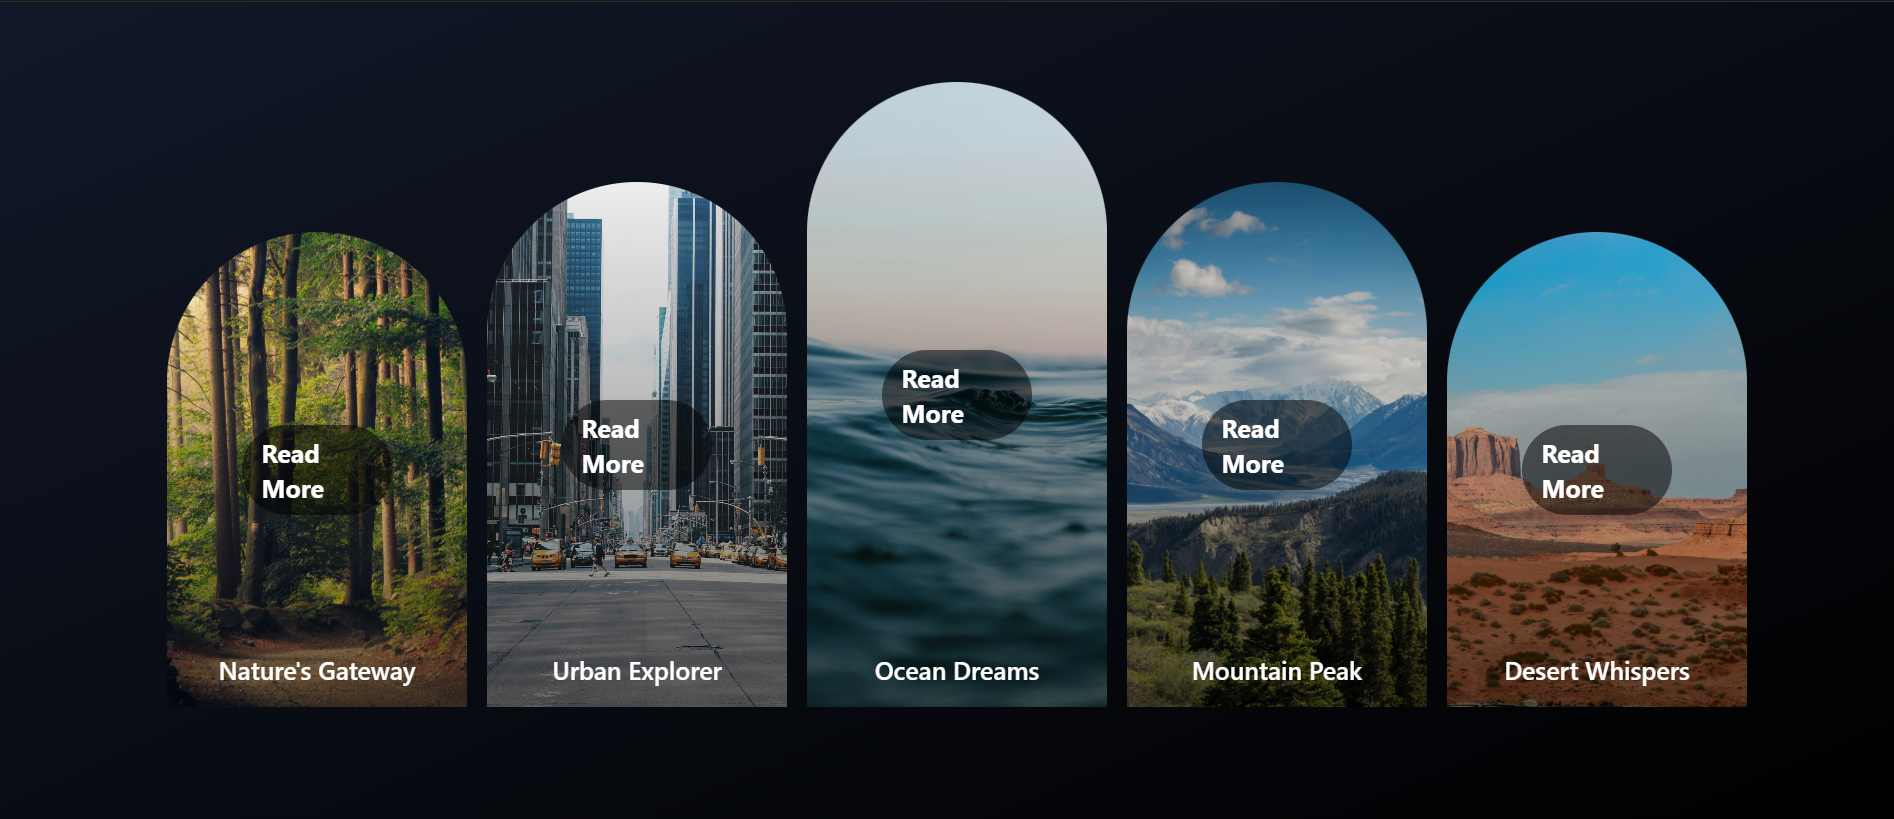 Read
More
Nature's Gateway
Read
More
Urban Explorer
Read
More
Ocean Dreams
Read
More
Mountain Peak
Read
More
Desert Whispers